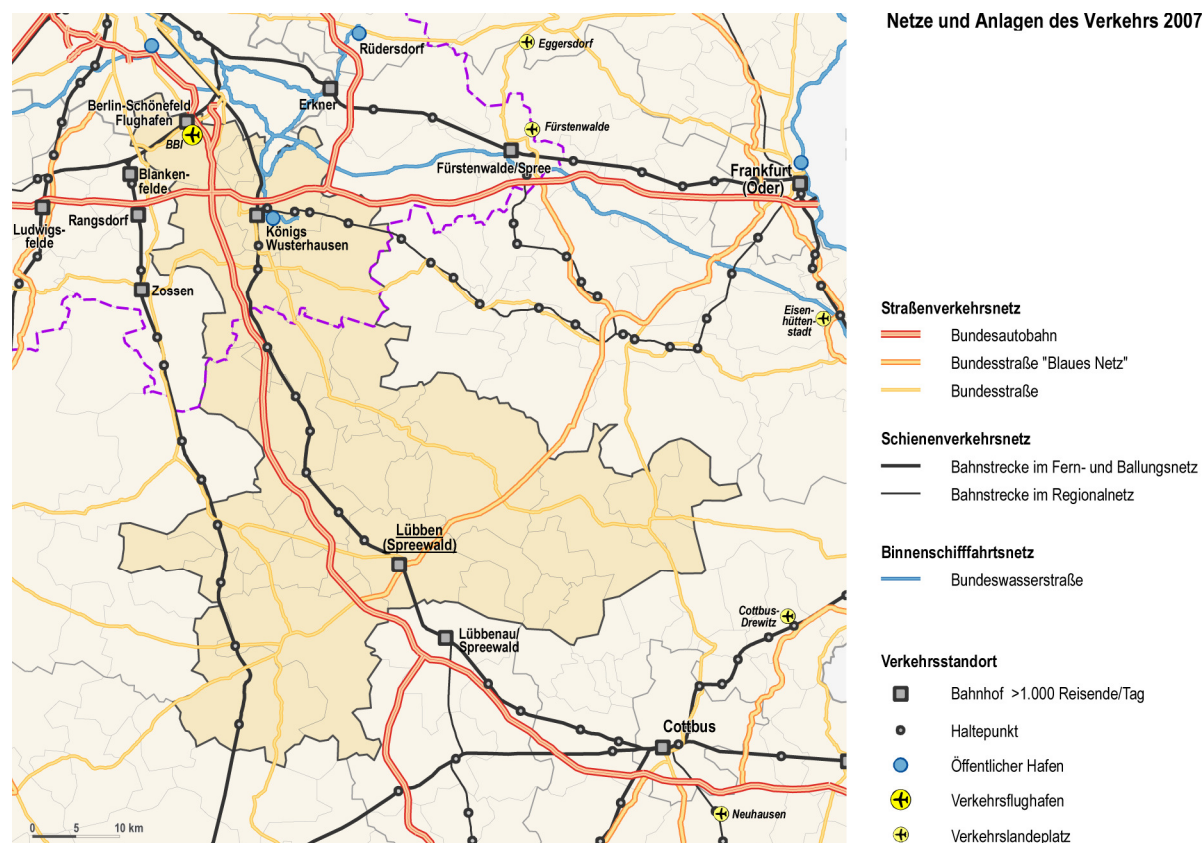 Netze und Anlagen des Verkehrs 2007
Rüdersdorf
Eggersdorf
Erkner
Berlin-Schönefeld
Flughafen
BBI
Fürstenwalde
Fürstenwalde/Spree
Frankfurt
(Oder)
Blanken-
felde
Rangsdorf
Ludwigs-
felde
Königs
Wusterhausen
Zossen
Eisen-
hütten-
stadt
Lübben
(Spreewald)
Lübbenau/
Spreewald
Cottbus-
Drewitz
Cottbus
Neuhausen
0 5 10 km
Straßenverkehrsnetz
Bundesautobahn
Bundesstraße "Blaues Netz"
Bundesstraße
Schienenverkehrsnetz
Bahnstrecke im Fern- und Ballungsnetz
Bahnstrecke im Regionalnetz
Binnenschifffahrtsnetz
Bundeswasserstraße
Verkehrsstandort
Bahnhof >1.000 Reisende/Tag
Haltepunkt
Öffentlicher Hafen
Verkehrsflughafen
Verkehrslandeplatz